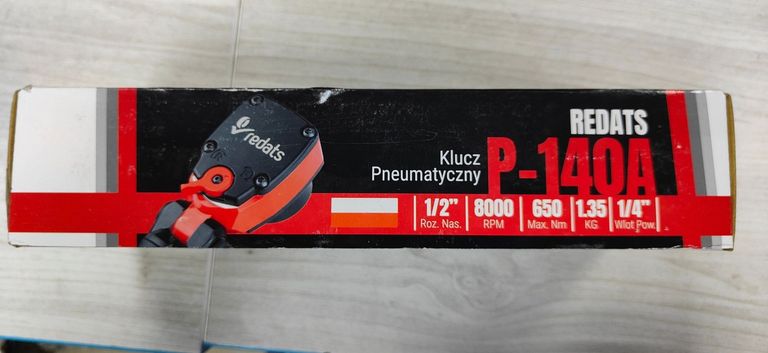 redats
REDATS
Klucz
Pneumatyczny
P-140A
1/2” 8000 650 1.35 1/4”
Roz. Nas. RPM Max. Nm KG Wlot Pow.